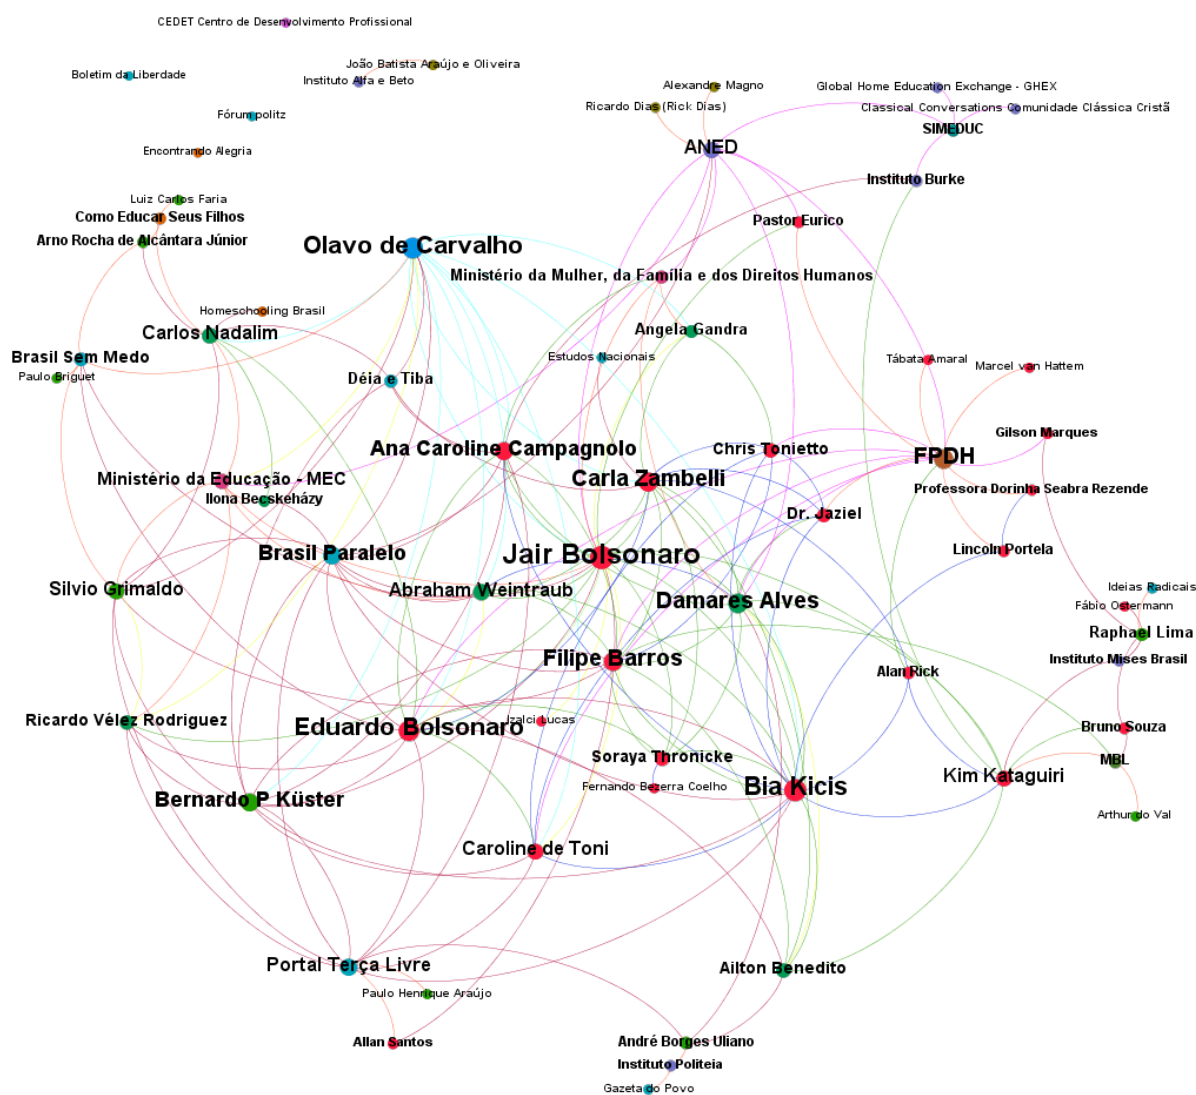 CEDET Centro de Desenvolvimento Profissional
João Batista Araújo e Oliveira
Boletim da Liberdade
Instituto Alfa e Beto
Alexandre Magno
Global Home Education Exchange - GHEX
Ricardo Dias (Rick Dias)
Classical Conversations Comunidade Clássica Cristã
Fórum politz
SIMEDUC
ANED
Encontrando Alegria
Instituto Burke
Luiz Carlos Faria
Como Educar Seus Filhos
Pastor Eurico
Arno Rocha de Alcântara Júnior
Olavo de Carvalho
Ministério da Mulher, da Família e dos Direitos Humanos
Homeschooling Brasil
Carlos Nadalim
Angela Gandra
Brasil Sem Medo
Estudos Nacionais
Tábata Amaral
Marcel van Hattem
Paulo Briguet
Déia e Tiba
Gilson Marques
Ana Caroline Campagnolo
Chris Tonietto
FPDH
Ministério da Educação - MEC
Carla Zambelli
Professora Dorinha Seabra Rezende
Ilona Becskeházy
Dr. Jaziel
Brasil Paralelo
Jair Bolsonaro
Lincoln Portela
Silvio Grimaldo
Abraham Weintraub
Ideias Radicais
Damares Alves
Fábio Ostermann
Raphael Lima
Filipe Barros
Instituto Mises Brasil
Alan Rick
Ricardo Vélez Rodriguez
Izalci Lucas
Eduardo Bolsonaro
Bruno Souza
Soraya Thronicke
MBL
Kim Kataguiri
Fernando Bezerra Coelho
Bia Kicis
Bernardo P Küster
Arthur do Val
Caroline de Toni
Portal Terça Livre
Ailton Benedito
Paulo Henrique Araújo
Allan Santos
André Borges Uliano
Instituto Politeia
Gazeta do Povo